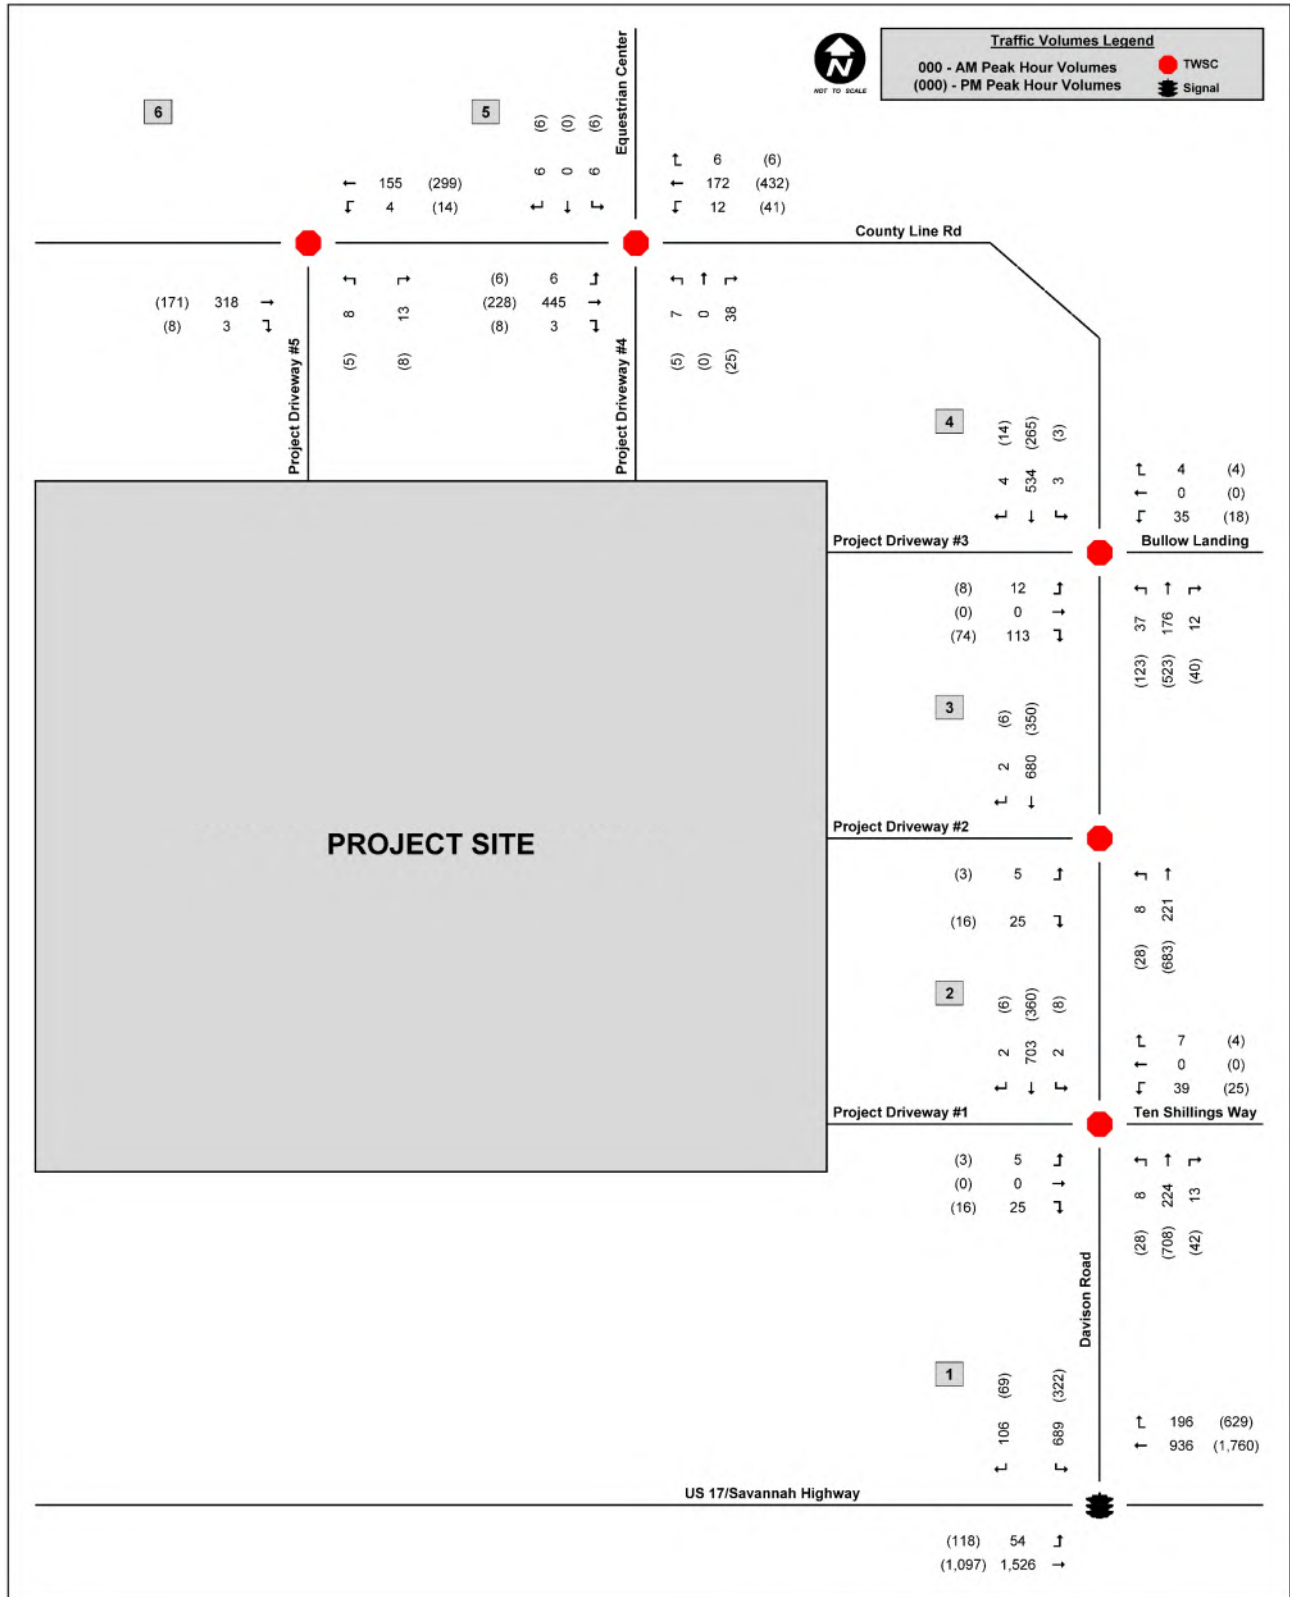 Traffic Volumes Legend
000 - AM Peak Hour Volumes
TWSC
(000) - PM Peak Hour Volumes
Signal
N
NOT TO SCALE
6
5
Equestrian Center
(6) (0) (6)
6 0 6
6 (6)
172 (432)
12 (41)
155 (299)
4 (14)
County Line Rd
(171) 318
(8) 3
8 13
(5) (8)
Project Driveway #5
(6) 6
(228) 445
(8) 3
Project Driveway #4
7 0 38
(5) (0) (25)
4
(14) (265) (3)
4 534 3
4 (4)
0 (0)
35 (18)
Project Driveway #3
Bullow Landing
(8) 12
(0) 0
(74) 113
37 176 12
(123) (523) (40)
3
(6) (350)
2 680
PROJECT SITE
Project Driveway #2
(3) 5
(16) 25
8 221
(28) (683)
2
(6) (360) (8)
2 703 2
7 (4)
0 (0)
39 (25)
Project Driveway #1
Ten Shillings Way
(3) 5
(0) 0
(16) 25
8 224 13
(28) (708) (42)
Davison Road
1
(69) (322)
106 689
196 (629)
936 (1,760)
US 17/Savannah Highway
(118) 54
(1,097) 1,526